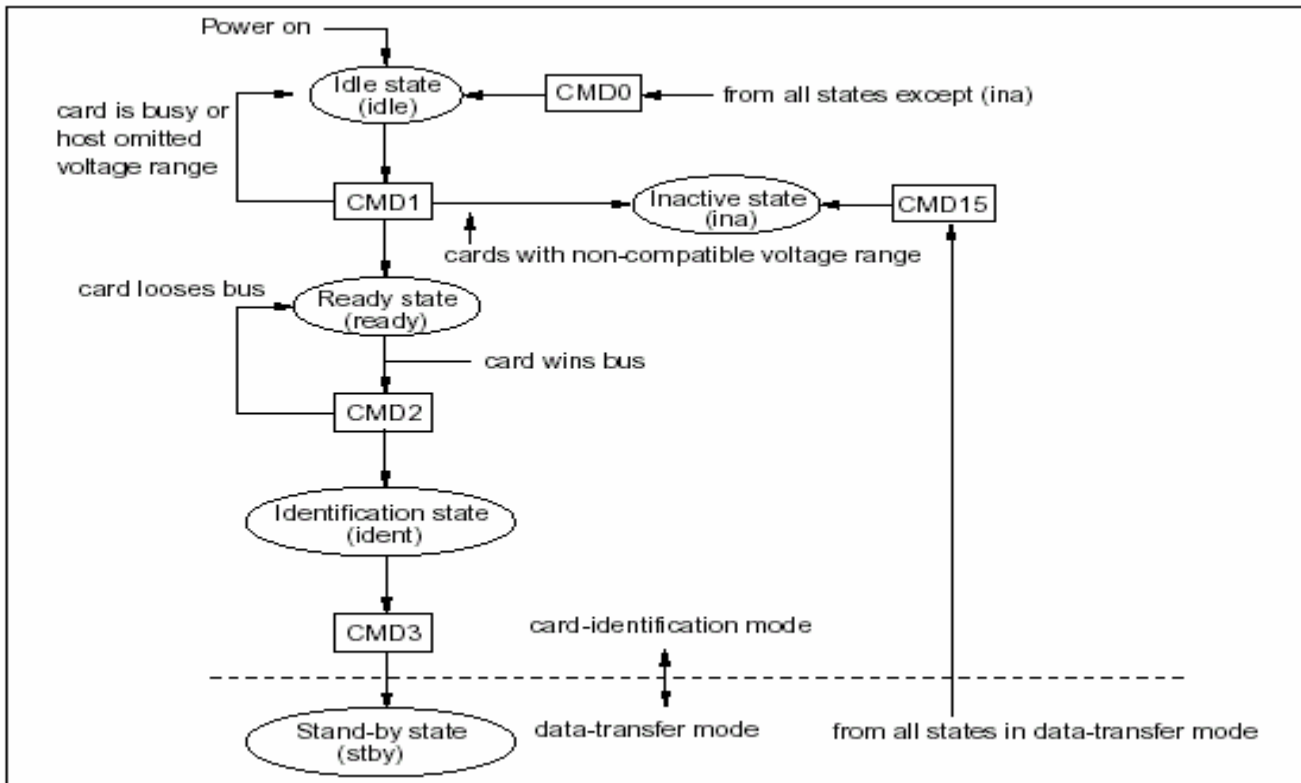 Power on
Idle state
(idle)
CMD0
from all states except (ina)
card is busy or
host omitted
voltage range
CMD1
Inactive state
(ina)
CMD15
cards with non-compatible voltage range
card looses bus
Ready state
(ready)
card wins bus
CMD2
Identification state
(ident)
CMD3
card-identification mode
Stand-by state
(stby)
data-transfer mode
from all states in data-transfer mode